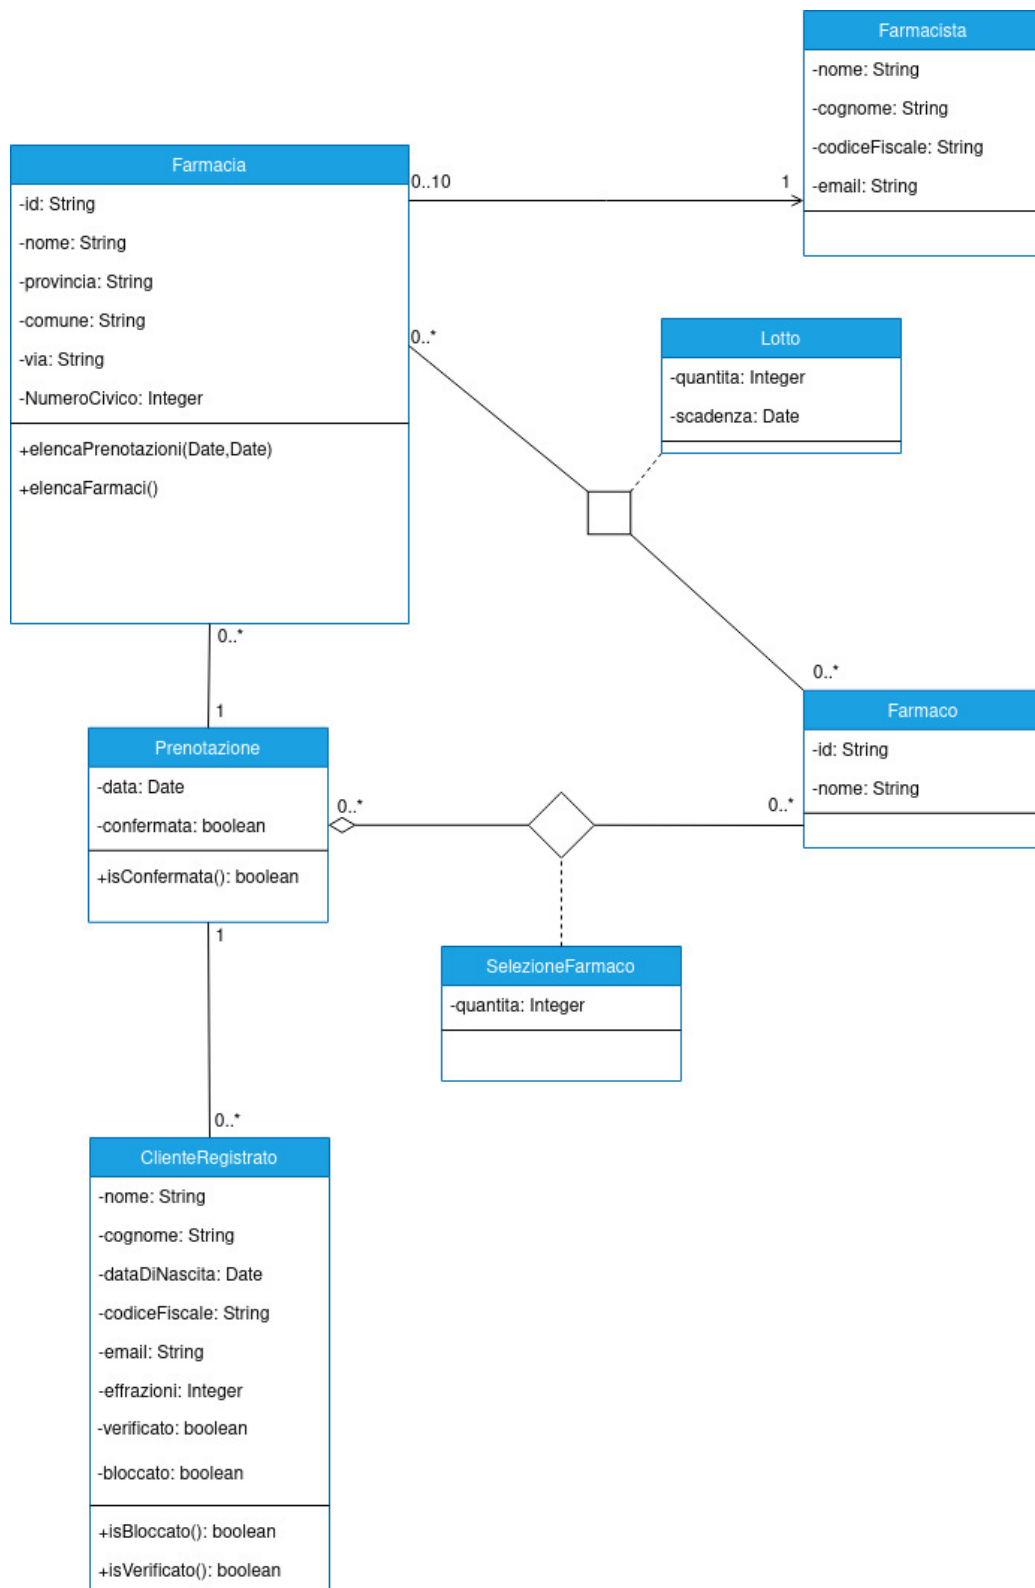 Farmacista
-nome: String
-cognome: String
-codiceFiscale: String
-email: String
Farmacia
-id: String
-nome: String
-provincia: String
-comune: String
-via: String
-NumeroCivico: Integer
+elencaPrenotazioni(Date,Date)
+elencaFarmaci()
0..10
1
0..*
Lotto
-quantita: Integer
-scadenza: Date
0..*
0..*
1
Prenotazione
-data: Date
-confermata: boolean
+isConfermata(): boolean
Farmaco
-id: String
-nome: String
0..*
0..*
1
SelezioneFarmaco
-quantita: Integer
0..*
ClienteRegistrato
-nome: String
-cognome: String
-dataDiNascita: Date
-codiceFiscale: String
-email: String
-effrazioni: Integer
-verificato: boolean
-bloccato: boolean
+isBloccato(): boolean
+isVerificato(): boolean